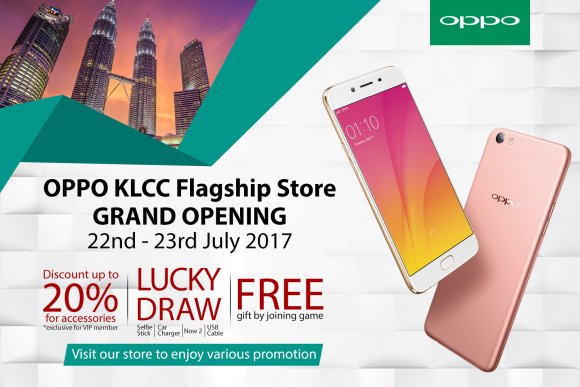 oppo
01:10
oppo
OPPO KLCC Flagship Store
GRAND OPENING
22nd - 23rd July 2017
Discount up to
20%
for accessories
*exclusive for VIP member
LUCKY
DRAW
Selfie Stick | Car Charger | Now 2 | USB Cable
FREE
gift by joining game
Visit our store to enjoy various promotion